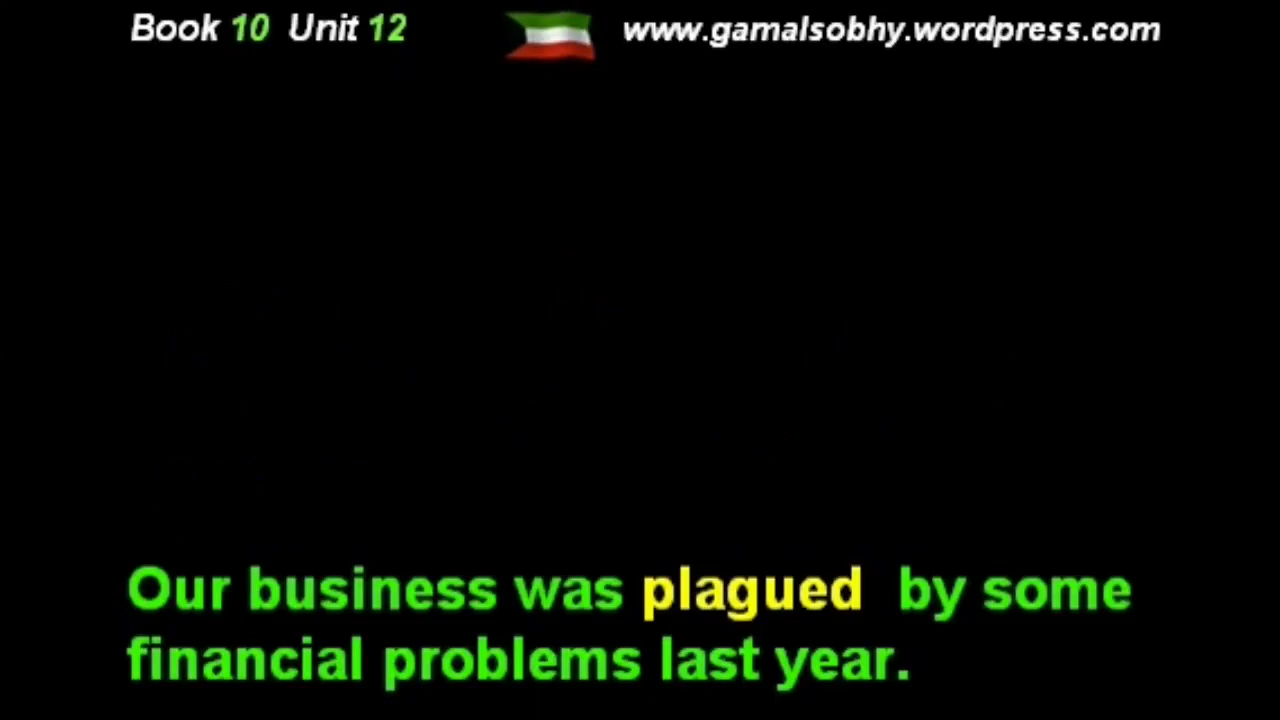 Book 10 Unit 12 www.gamalsobhy.wordpress.com
Our business was plagued by some
financial problems last year.